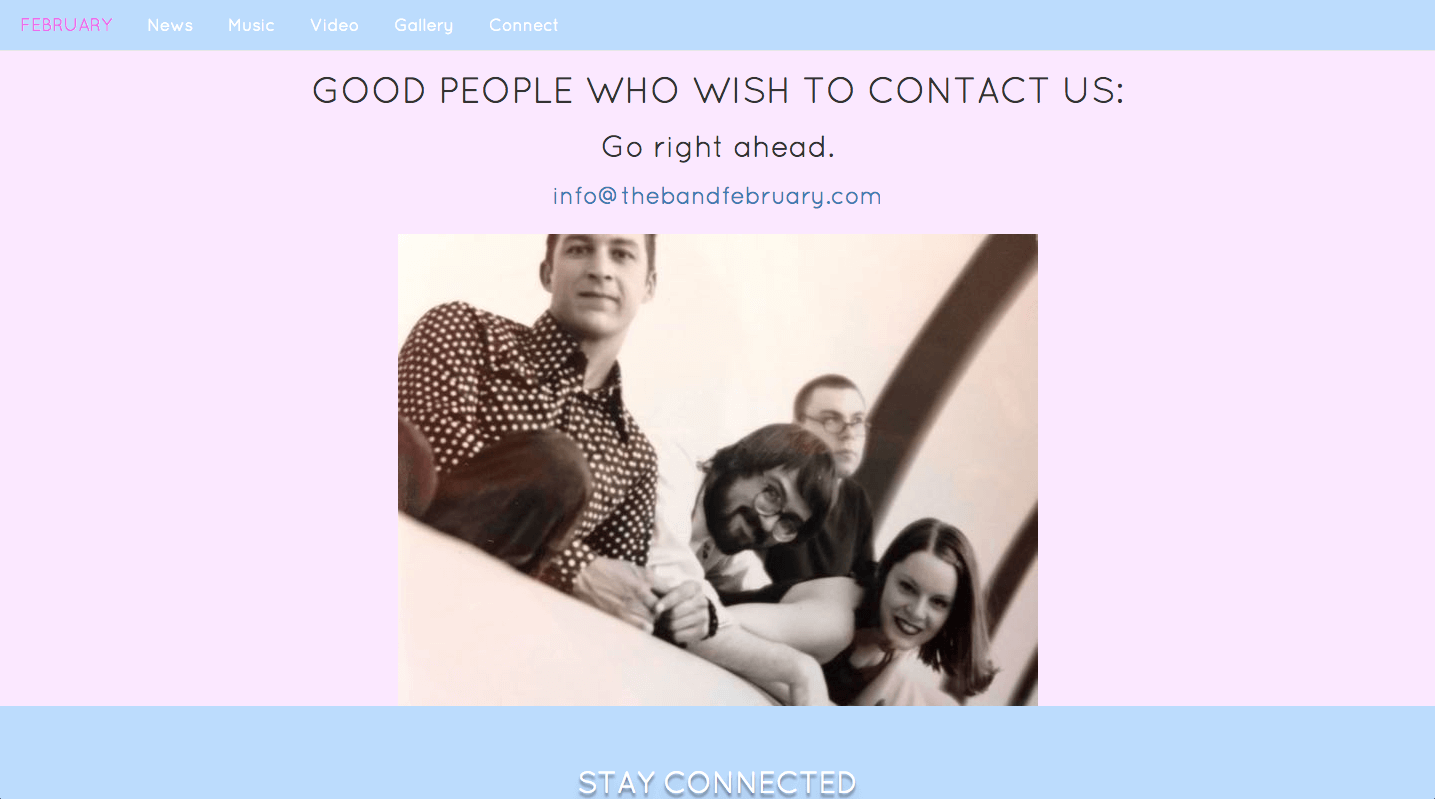 FEBRUARY News Music Video Gallery Connect
GOOD PEOPLE WHO WISH TO CONTACT US:
Go right ahead.
info@thebandfebruary.com
STAY CONNECTED